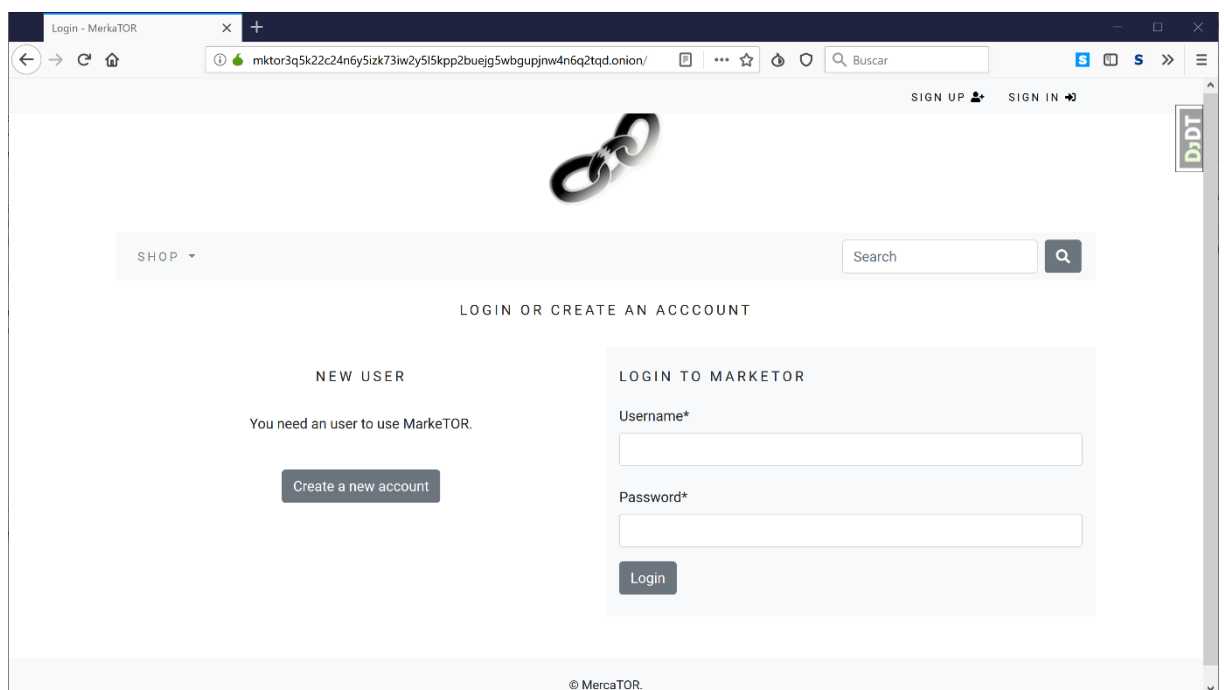 Login - MerkaTOR
mktor3q5k22c24n6y5izk73iw2y5l5kpp2buejg5wbgupjnw4n6q2tqd.onion/
Buscar
S
S
SIGN UP
SIGN IN
DJDT
SHOP
Search
LOGIN OR CREATE AN ACCCOUNT
NEW USER
You need an user to use MarkeTOR.
Create a new account
LOGIN TO MARKETOR
Username*
Password*
Login
© MercaTOR.